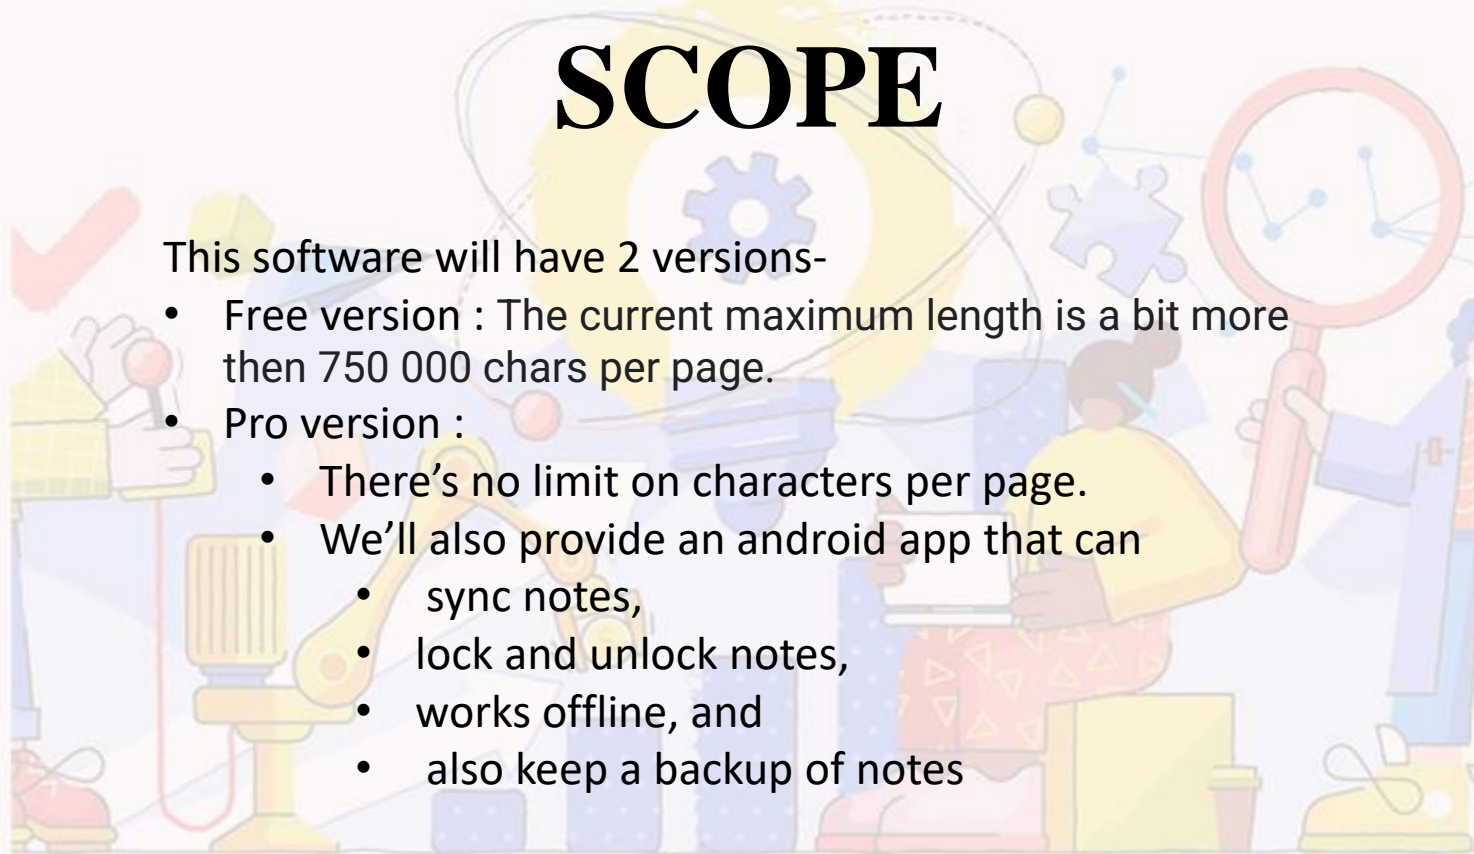 SCOPE
This software will have 2 versions-
• Free version : The current maximum length is a bit more
then 750 000 chars per page.
• Pro version :
• There’s no limit on characters per page.
• We’ll also provide an android app that can
• sync notes,
• lock and unlock notes,
• works offline, and
• also keep a backup of notes